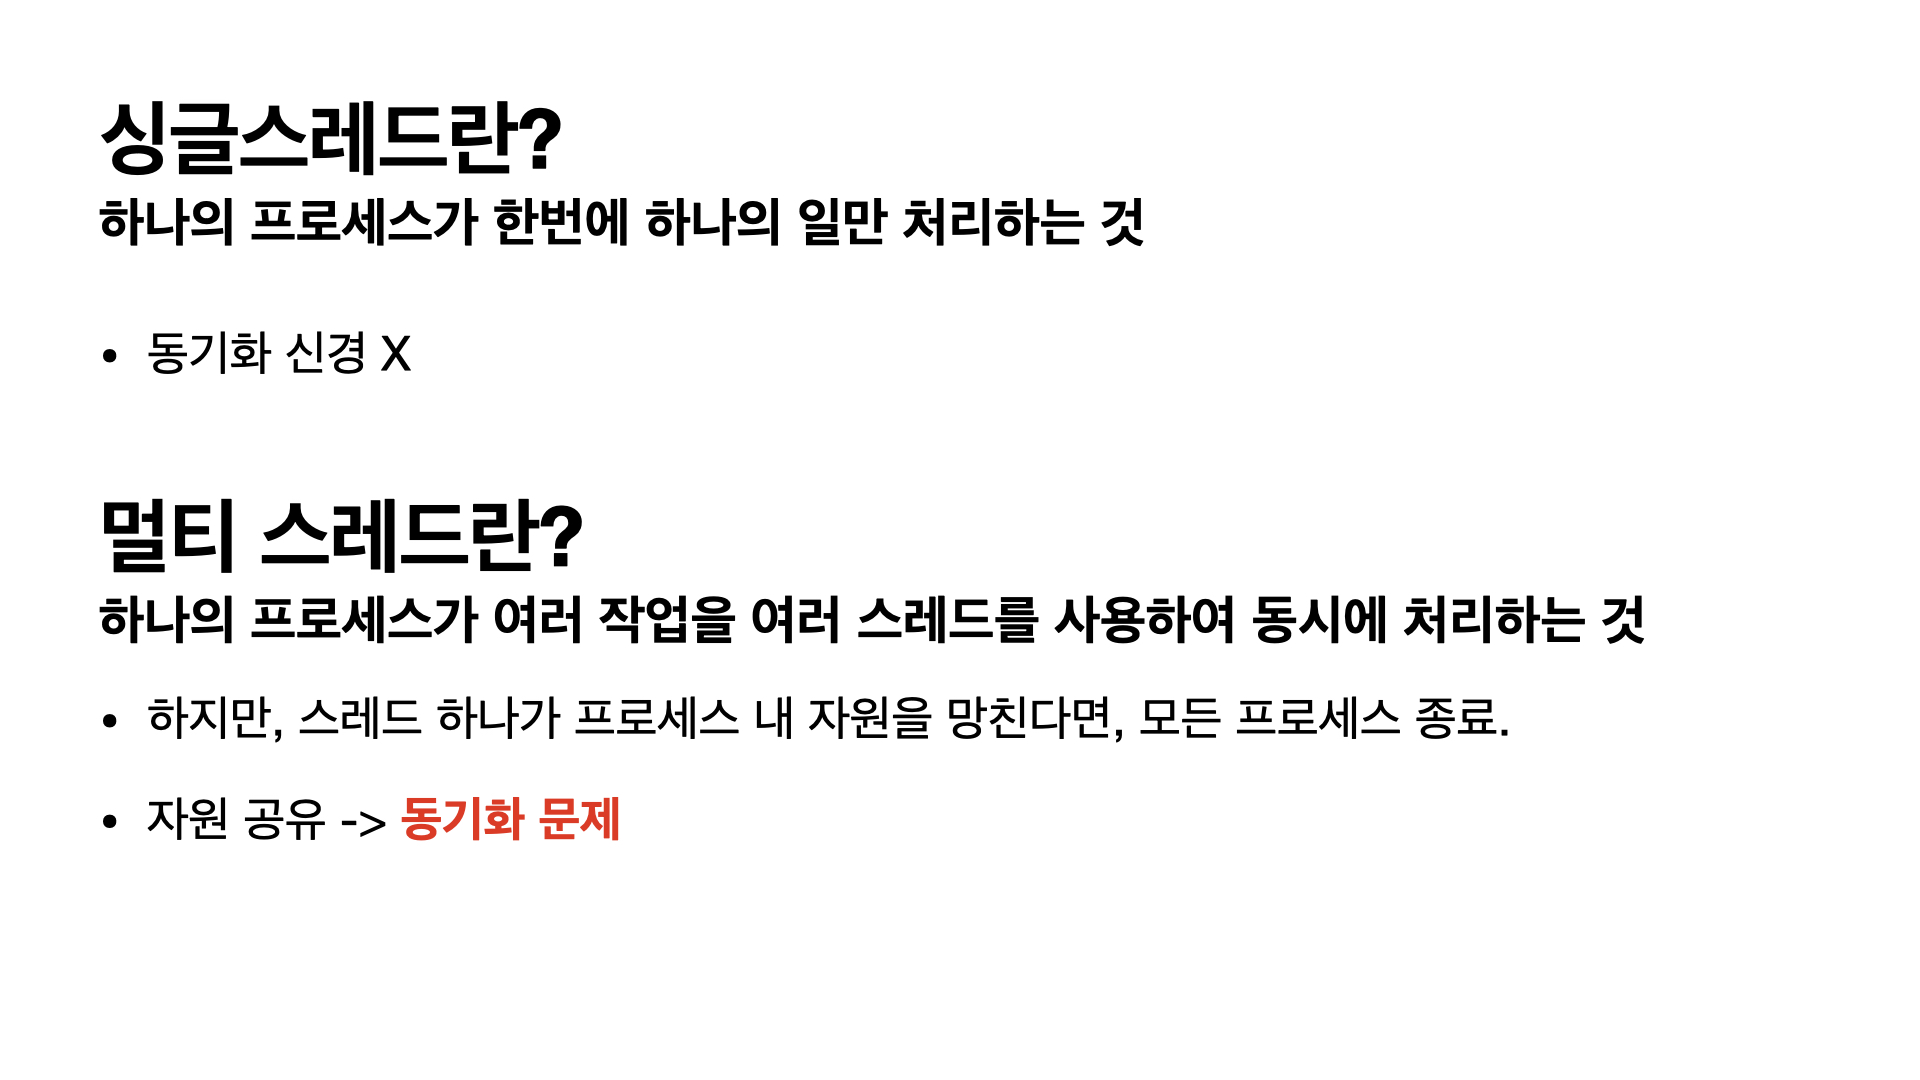 싱글스레드란?
하나의 프로세스가 한번에 하나의 일만 처리하는 것
• 동기화 신경 X
멀티 스레드란?
하나의 프로세스가 여러 작업을 여러 스레드를 사용하여 동시에 처리하는 것
• 하지만, 스레드 하나가 프로세스 내 자원을 망친다면, 모든 프로세스 종료.
• 자원 공유 -> 동기화 문제